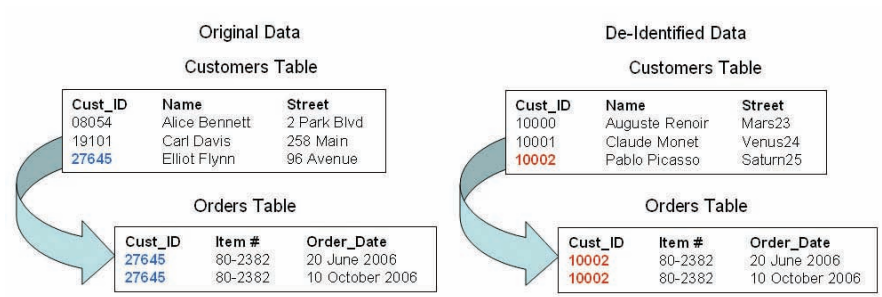 Original Data
Customers Table
Cust_ID Name Street
08054 Alice Bennett 2 Park Blvd
19101 Carl Davis 258 Main
27645 Elliot Flynn 96 Avenue
Orders Table
Cust_ID Item # Order_Date
27645 80-2382 20 June 2006
27645 80-2382 10 October 2006
De-Identified Data
Customers Table
Cust_ID Name Street
10000 Auguste Renoir Mars23
10001 Claude Monet Venus24
10002 Pablo Picasso Saturn25
Orders Table
Cust_ID Item # Order_Date
10002 80-2382 20 June 2006
10002 80-2382 10 October 2006